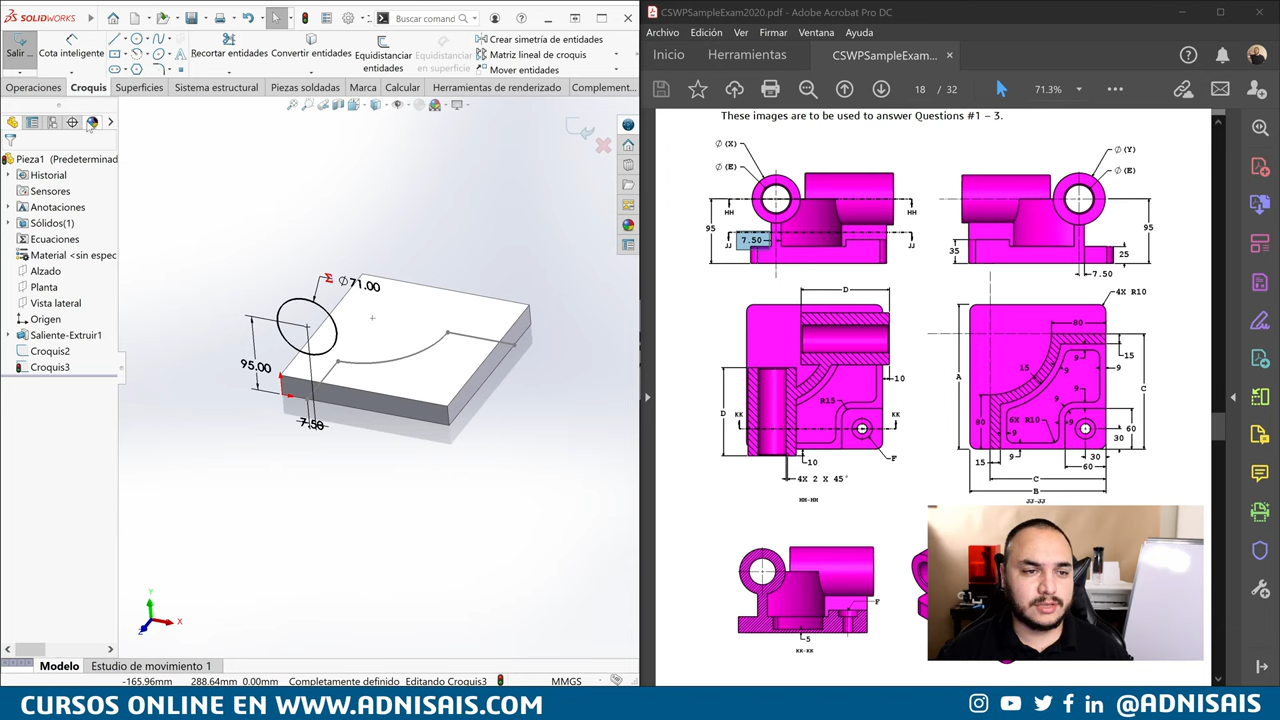 SOLIDWORKS
Buscar comando
Salir ...
Cota inteligente
Recortar entidades
Convertir entidades
Equidistanciar entidades
Equidistanciar en superficie
Crear simetría de entidades
Matriz lineal de croquis
Mover entidades
Operaciones
Croquis
Superficies
Sistema estructural
Piezas soldadas
Marca
Calcular
Herramientas de renderizado
Complement...
Pieza1 (Predeterminad
Historial
Sensores
Anotaciones
Sólidos(1)
Ecuaciones
Material <sin espec
Alzado
Planta
Vista lateral
Origen
Saliente-Extruir1
Croquis2
Croquis3
Ø71.00
95.00
7.50
Y
X
Z
Modelo
Estudio de movimiento 1
-165.96mm
288.64mm
0.00mm
Completamente definido
Editando Croquis3
MMGS
CSWPSampleExam2020.pdf - Adobe Acrobat Pro DC
Archivo
Edición
Ver
Firmar
Ventana
Ayuda
Inicio
Herramientas
CSWPSampleExam...
18 / 32
71.3%
These images are to be used to answer Questions #1 – 3.
Ø (X)
Ø (E)
HH
HH
95
7.50
JJ
JJ
Ø (Y)
Ø (E)
95
35
25
7.50
D
D
10
R15
KK
KK
10
F
4X 2 X 45°
HH-HH
4X R10
80
15
9
9
9
15
A
C
9
9
80
6X R10
9
9
60
30
15
9
30
60
C
B
JJ-JJ
F
5
KK-KK
CURSOS ONLINE EN WWW.ADNISAIS.COM
@ADNISAIS